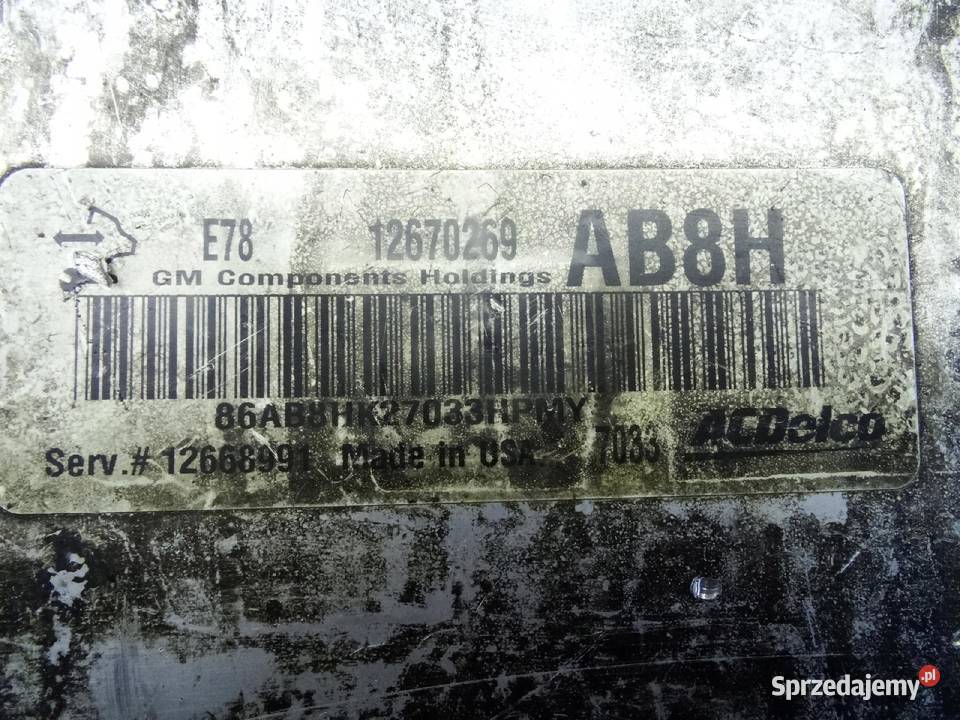 E78 12670269 AB8H
GM Components Holdings
86AB8HK27033HPMY
Serv.# 12668991 Made in USA 7033 ACDelco
Sprzedajemy.pl